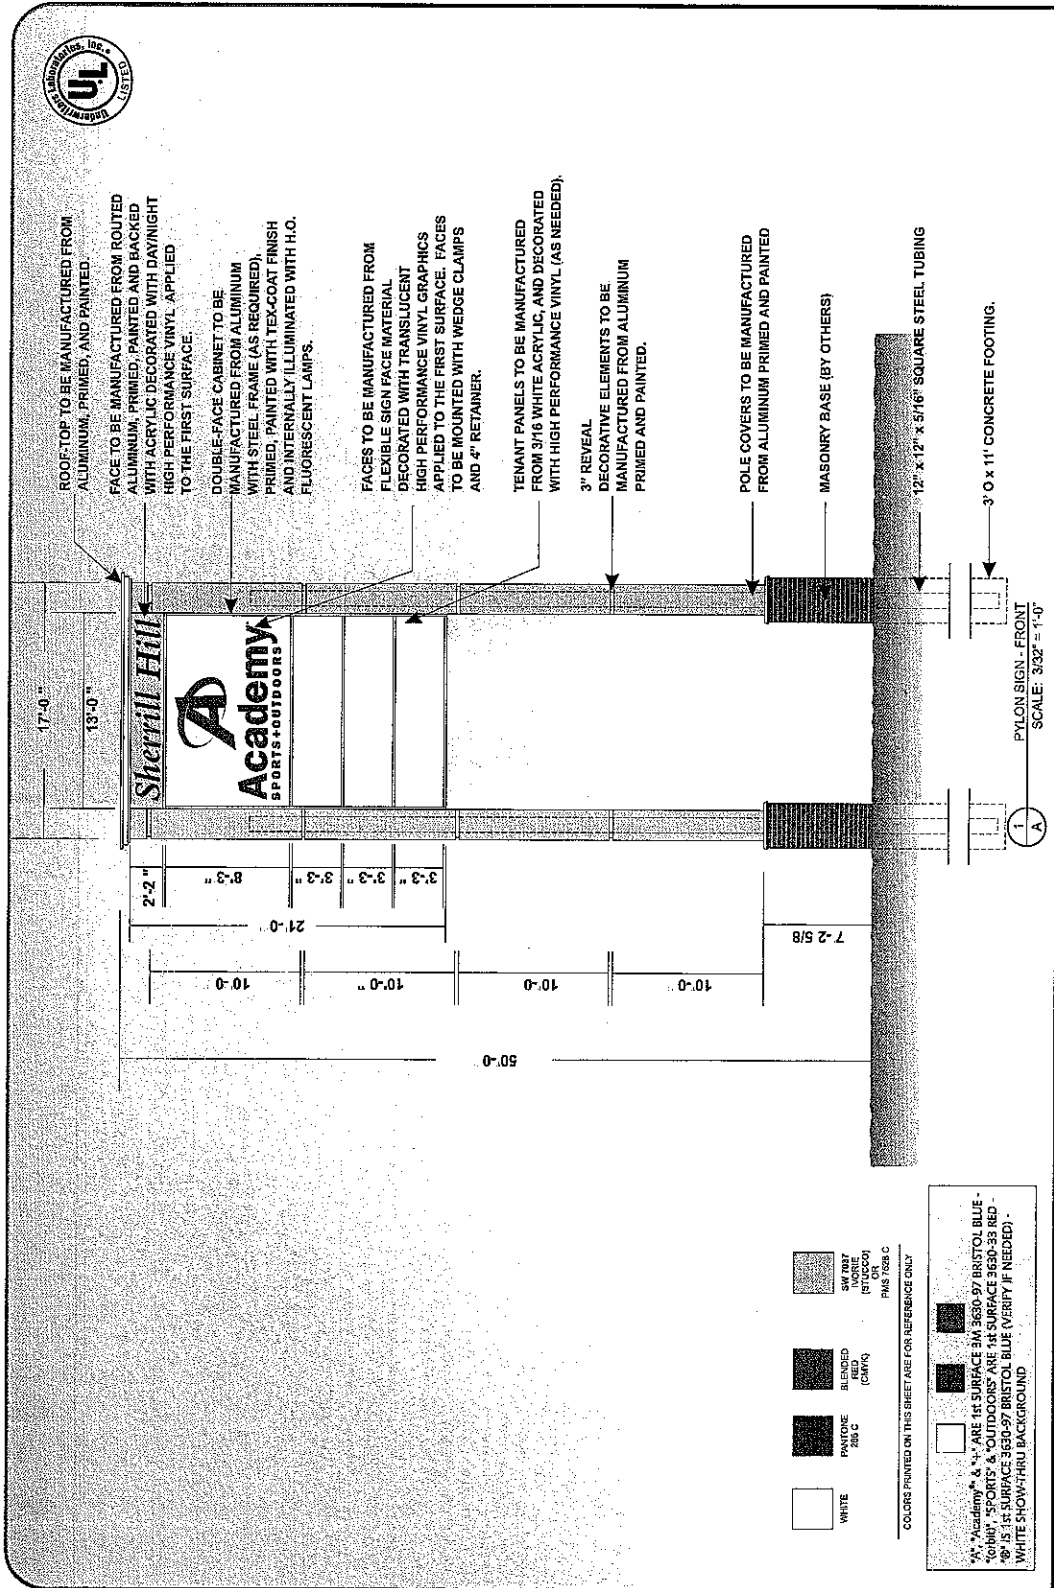 Underwriters Laboratories, Inc.®
UL
LISTED
ROOF-TOP TO BE MANUFACTURED FROM
ALUMINUM, PRIMED, AND PAINTED.
FACE TO BE MANUFACTURED FROM ROUTED
ALUMINUM, PRIMED, PAINTED AND BACKED
WITH ACRYLIC DECORATED WITH DAY/NIGHT
HIGH PERFORMANCE VINYL APPLIED
TO THE FIRST SURFACE.
DOUBLE-FACE CABINET TO BE
MANUFACTURED FROM ALUMINUM
WITH STEEL FRAME (AS REQUIRED),
PRIMED, PAINTED WITH TEX-COAT FINISH
AND INTERNALLY ILLUMINATED WITH H.O.
FLUORESCENT LAMPS.
FACES TO BE MANUFACTURED FROM
FLEXIBLE SIGN FACE MATERIAL
DECORATED WITH TRANSLUCENT
HIGH PERFORMANCE VINYL GRAPHICS
APPLIED TO THE FIRST SURFACE. FACES
TO BE MOUNTED WITH WEDGE CLAMPS
AND 4" RETAINER.
TENANT PANELS TO BE MANUFACTURED
FROM 3/16 WHITE ACRYLIC, AND DECORATED
WITH HIGH PERFORMANCE VINYL (AS NEEDED).
3" REVEAL
DECORATIVE ELEMENTS TO BE
MANUFACTURED FROM ALUMINUM
PRIMED AND PAINTED.
POLE COVERS TO BE MANUFACTURED
FROM ALUMINUM PRIMED AND PAINTED
MASONRY BASE (BY OTHERS)
12" x 12" x 5/16" SQUARE STEEL TUBING
3' O x 11' CONCRETE FOOTING.
17'-0"
13'-0"
Sherrill Hill
A
Academy
SPORTS+OUTDOORS
2'-2"
8'-3"
3'-3"
3'-3"
3'-3"
21'-0"
7'-2 5/8
10'-0
10'-0"
10'-0
10'-0"
50'-0
1
A
PYLON SIGN - FRONT
SCALE: 3/32" = 1'-0"
WHITE
PANTONE
BLENDED
RED
(CMYK)
SW 7037
IVORIE
(STUCCO)
OR
PMS 7528 C
COLORS PRINTED ON THIS SHEET ARE FOR REFERENCE ONLY
"A", "Academy" & "+" ARE 1st SURFACE 3M 3630-97 BRISTOL BLUE -
"(orbit)", "SPORTS" & "OUTDOORS" ARE 1st SURFACE 3630-33 RED -
"®" IS 1st SURFACE 3630-97 BRISTOL BLUE (VERIFY IF NEEDED) -
WHITE SHOW-THRU BACKGROUND